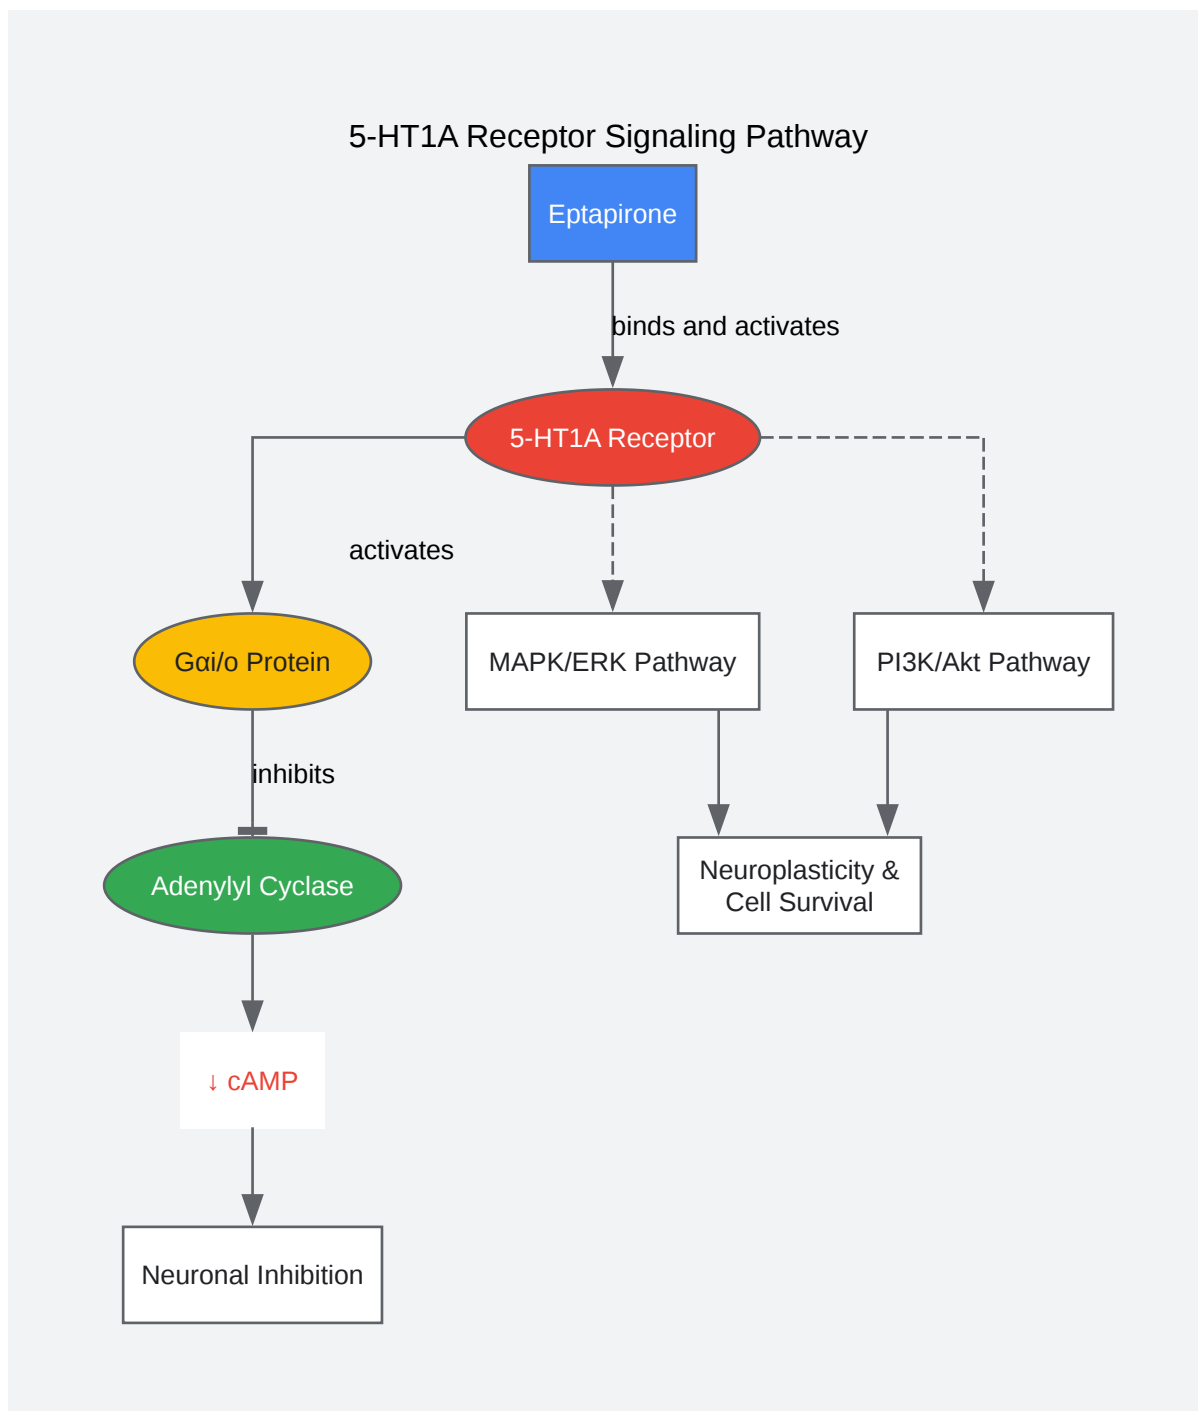 5-HT1A Receptor Signaling Pathway
Eptapirone
binds and activates
5-HT1A Receptor
activates
Gαi/o Protein
MAPK/ERK Pathway
PI3K/Akt Pathway
inhibits
Adenylyl Cyclase
Neuroplasticity &
Cell Survival
↓ cAMP
Neuronal Inhibition